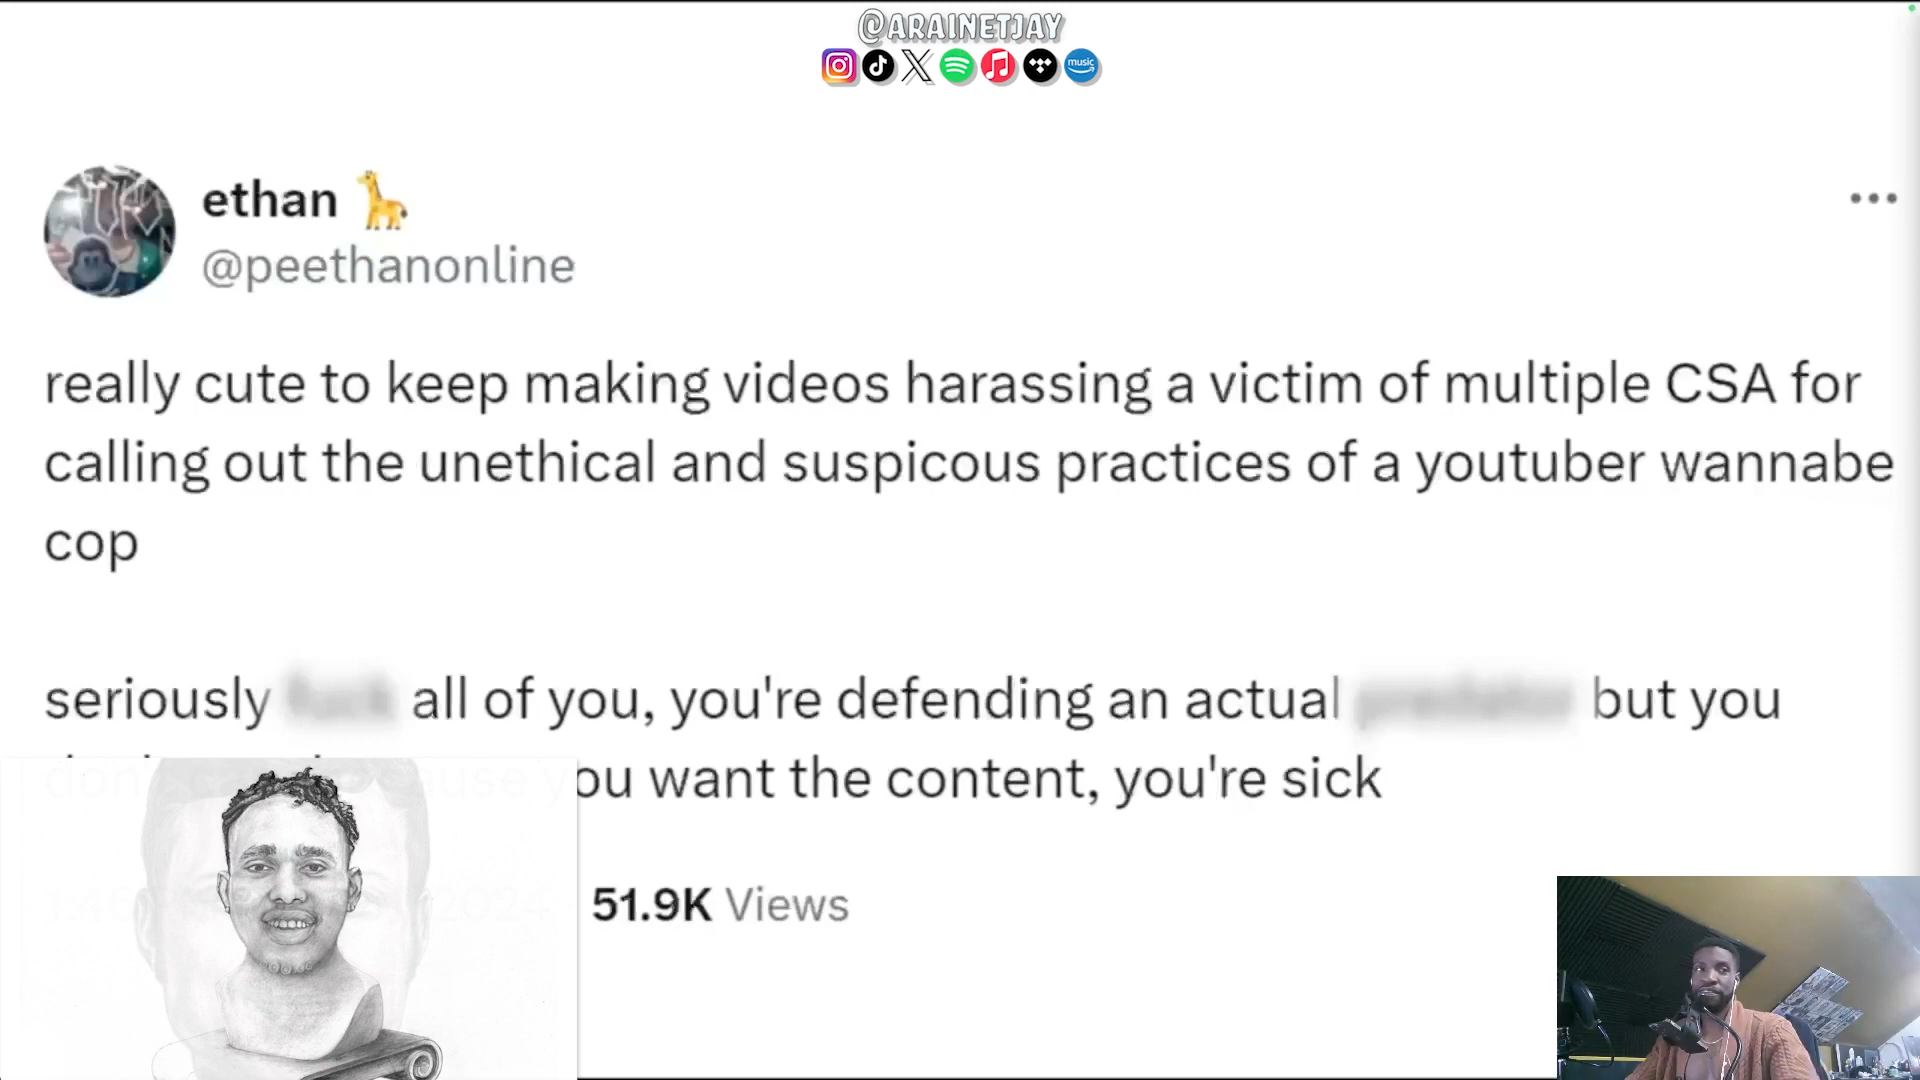 @ARAINETJAY
music
ethan
@peethanonline
really cute to keep making videos harassing a victim of multiple CSA for
calling out the unethical and suspicous practices of a youtuber wannabe
cop
seriously all of you, you're defending an actual but you
you want the content, you're sick
51.9K Views